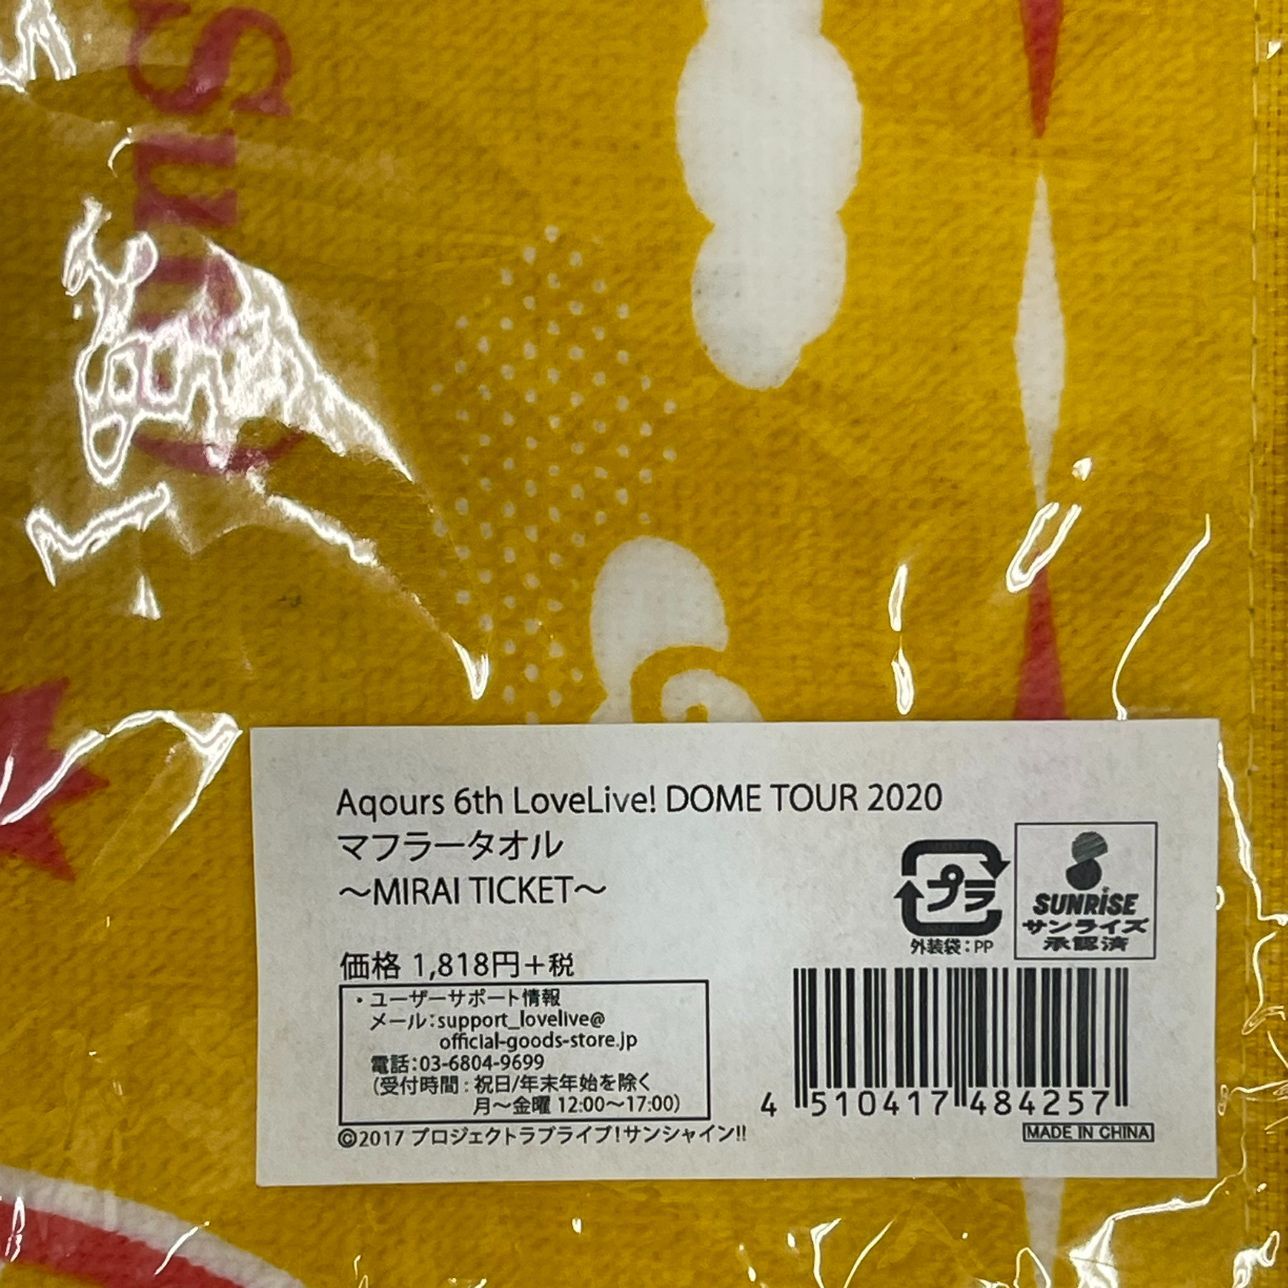 Aqours 6th LoveLive! DOME TOUR 2020
マフラータオル
～MIRAI TICKET～
価格 1,818円＋税
・ユーザーサポート情報
メール：support_lovelive@
official-goods-store.jp
電話：03-6804-9699
（受付時間：祝日/年末年始を除く
月～金曜 12:00～17:00）
©2017 プロジェクトラブライブ！サンシャイン!!
プラ
外装袋：PP
SUNRiSE
サンライズ
承認済
4 510417 484257
MADE IN CHINA